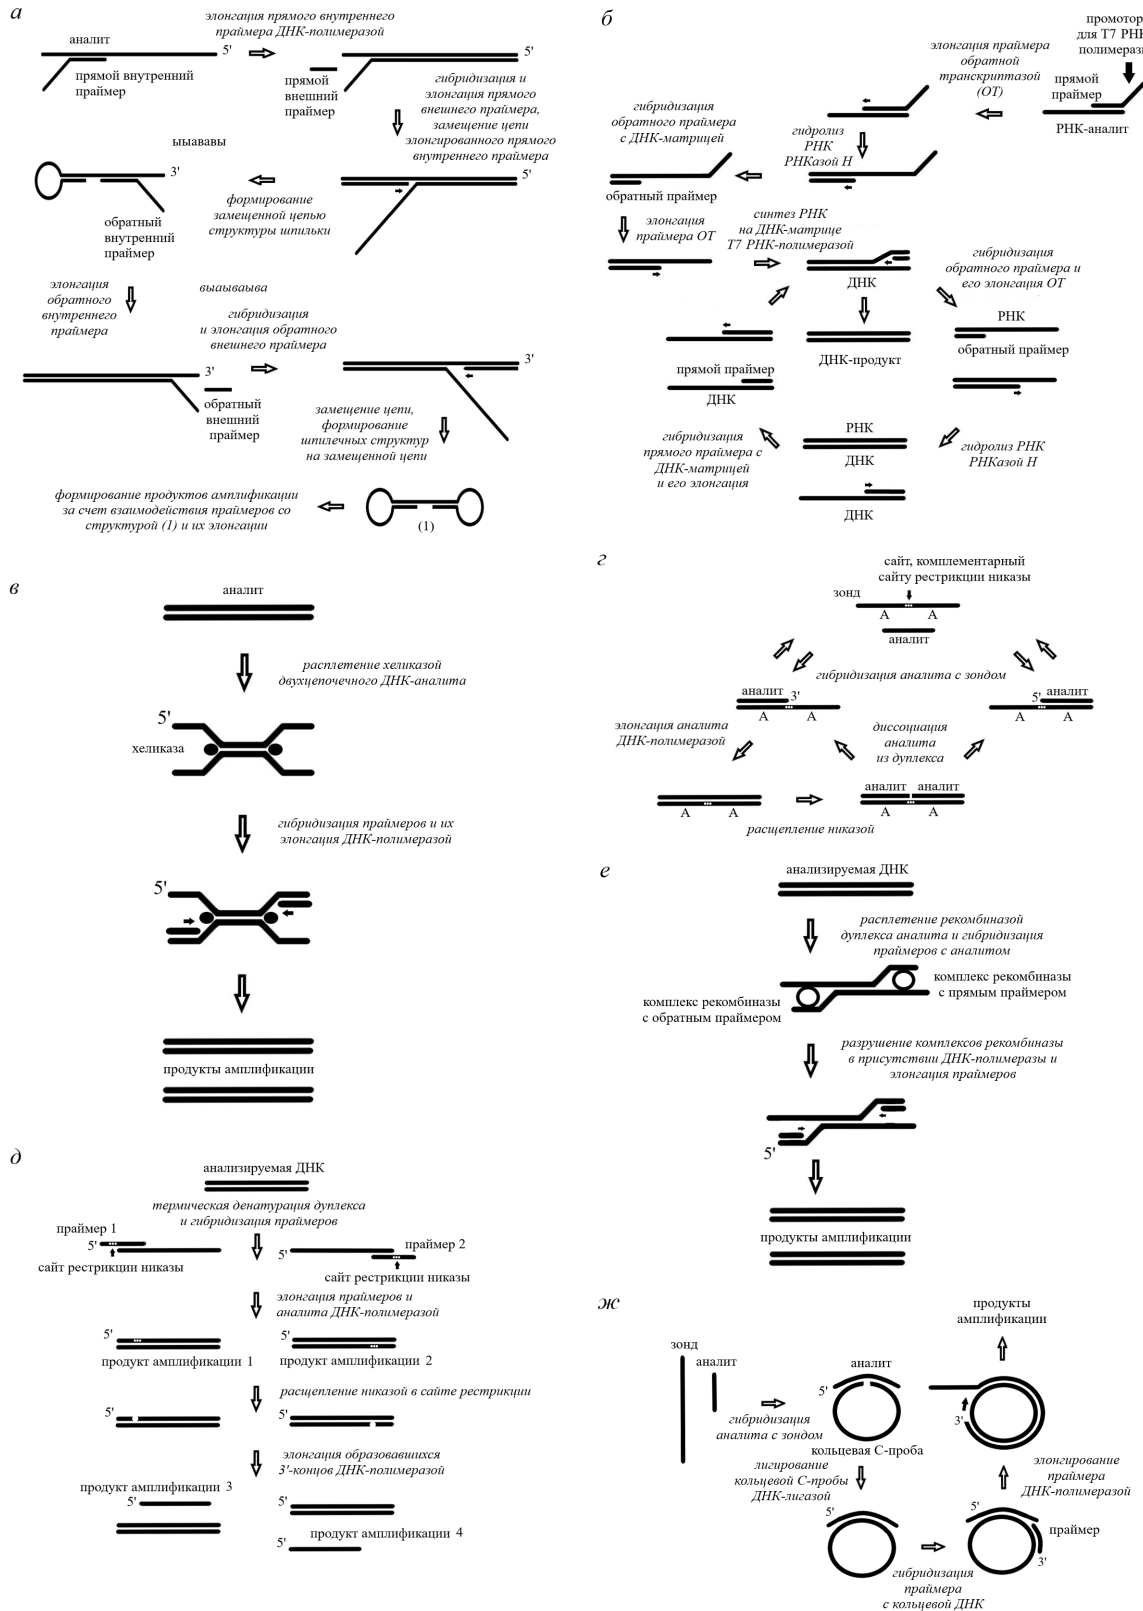 а
элонгация прямого внутреннего
праймера ДНК-полимеразой
аналит
5'
5'
прямой внутренний
праймер
прямой
внешний
праймер
гибридизация и
элонгация прямого
внешнего праймера,
замещение цепи
элонгированного прямого
внутреннего праймера
ыыававы
3'
5'
обратный
внутренний
праймер
формирование
замещенной цепью
структуры шпильки
элонгация
обратного
внутреннего
праймера
выаываыва
гибридизация
и элонгация обратного
внешнего праймера
3'
3'
обратный
внешний
праймер
замещение цепи,
формирование
шпилечных структур
на замещенной цепи
формирование продуктов амплификации
за счет взаимодействия праймеров со
структурой (1) и их элонгации
(1)
б
промотор
для Т7 РНК
полимеразы
элонгация праймера
обратной
транскриптазой
(ОТ)
прямой
праймер
РНК-аналит
гибридизация
обратного праймера
с ДНК-матрицей
гидролиз
РНК
РНКазой Н
обратный праймер
элонгация
праймера ОТ
синтез РНК
на ДНК-матрице
Т7 РНК-полимеразой
ДНК
гибридизация
обратного праймера и
его элонгация ОТ
РНК
обратный праймер
ДНК-продукт
прямой праймер
ДНК
РНК
ДНК
гибридизация
прямого праймера с
ДНК-матрицей
и его элонгация
гидролиз РНК
РНКазой Н
ДНК
в
аналит
расплетение хеликазой
двухцепочечного ДНК-аналита
5'
хеликаза
гибридизация праймеров и их
элонгация ДНК-полимеразой
5'
продукты амплификации
г
сайт, комплементарный
сайту рестрикции никазы
зонд
А А
аналит
гибридизация аналита с зондом
аналит 3'
А А
5' аналит
А А
элонгация аналита
ДНК-полимеразой
диссоциация
аналита
из дуплекса
А А
аналит аналит
А А
расщепление никазой
д
анализируемая ДНК
термическая денатурация дуплекса
и гибридизация праймеров
праймер 1
5'
сайт рестрикции никазы
5'
праймер 2
сайт рестрикции никазы
элонгация праймеров и
аналита ДНК-полимеразой
5'
продукт амплификации 1
5'
продукт амплификации 2
расщепление никазой в сайте рестрикции
5'
5'
элонгация образовавшихся
3'-концов ДНК-полимеразой
продукт амплификации 3
5'
5'
5'
продукт амплификации 4
е
анализируемая ДНК
расплетение рекомбиназой
дуплекса аналита и гибридизация
праймеров с аналитом
комплекс рекомбиназы
с прямым праймером
комплекс рекомбиназы
с обратным праймером
разрушение комплексов рекомбиназы
в присутствии ДНК-полимеразы и
элонгация праймеров
5'
продукты амплификации
ж
продукты
амплификации
зонд
аналит
аналит
5'
3'
гибридизация
аналита с зондом
кольцевая С-проба
лигирование
кольцевой С-пробы
ДНК-лигазой
элонгирование
праймера
ДНК-полимеразой
5'
5'
праймер
3'
гибридизация
праймера
с кольцевой ДНК